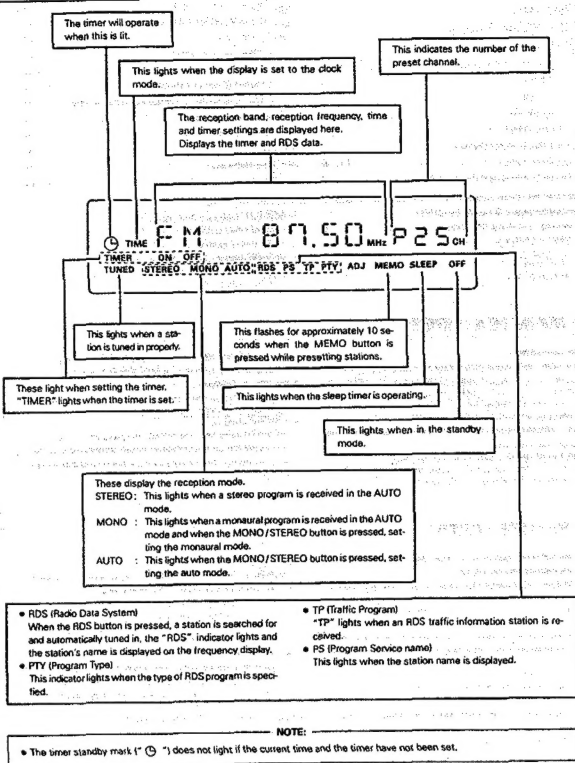 The timer will operate
when this is lit.
This indicates the number of the
preset channel.
This lights when the display is set to the clock
mode.
The reception band, reception frequency, time
and timer settings are displayed here.
Displays the timer and RDS data.
TIME FM 87.50 MHz P25 CH
TIMER ON OFF
TUNED STEREO MONO AUTO RDS PS TP PTY ADJ MEMO SLEEP OFF
This lights when a sta-
tion is tuned in properly.
This flashes for approximately 10 se-
conds when the MEMO button is
pressed while presetting stations.
These light when setting the timer.
"TIMER" lights when the timer is set.
This lights when the sleep timer is operating.
This lights when in the standby
mode.
These display the reception mode.
STEREO: This lights when a stereo program is received in the AUTO
mode.
MONO : This lights when a monaural program is received in the AUTO
mode and when the MONO/STEREO button is pressed, set-
ting the monaural mode.
AUTO : This lights when the MONO/STEREO button is pressed, set-
ting the auto mode.
• RDS (Radio Data System)
When the RDS button is pressed, a station is searched for
and automatically tuned in, the "RDS" indicator lights and
the station's name is displayed on the frequency display.
• PTY (Program Type)
This indicator lights when the type of RDS program is speci-
fied.
• TP (Traffic Program)
"TP" lights when an RDS traffic information station is re-
ceived.
• PS (Program Service name)
This lights when the station name is displayed.
NOTE:
• The timer standby mark (" ") does not light if the current time and the timer have not been set.